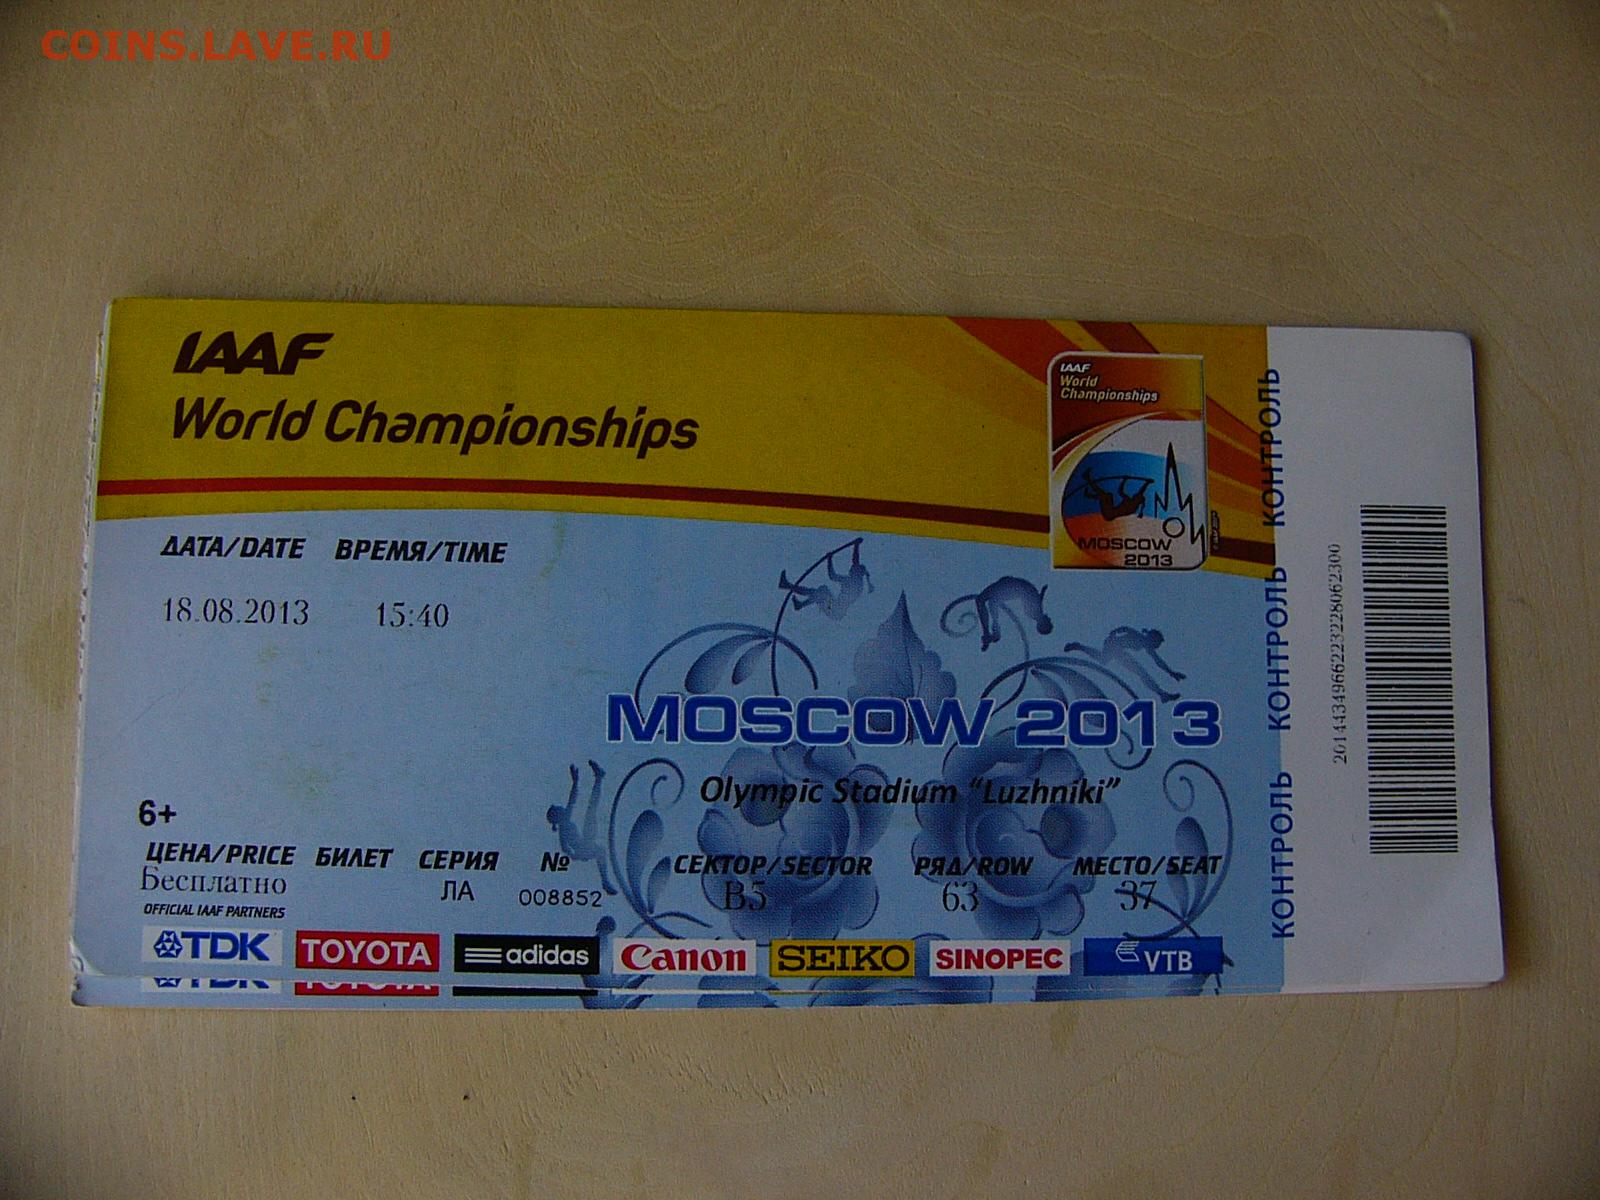 COINS.LAVE.RU
IAAF
World Championships
IAAF
World
Championships
MOSCOW
2013
ДАТА/DATE ВРЕМЯ/TIME
18.08.2013 15:40
MOSCOW 2013
Olympic Stadium "Luzhniki"
6+
ЦЕНА/PRICE БИЛЕТ СЕРИЯ № СЕКТОР/SECTOR РЯД/ROW МЕСТО/SEAT
Бесплатно ЛА 008852 B5 63 37
OFFICIAL IAAF PARTNERS
TDK TOYOTA adidas Canon SEIKO SINOPEC VTB
TDK TOYOTA
КОНТРОЛЬ КОНТРОЛЬ КОНТРОЛЬ